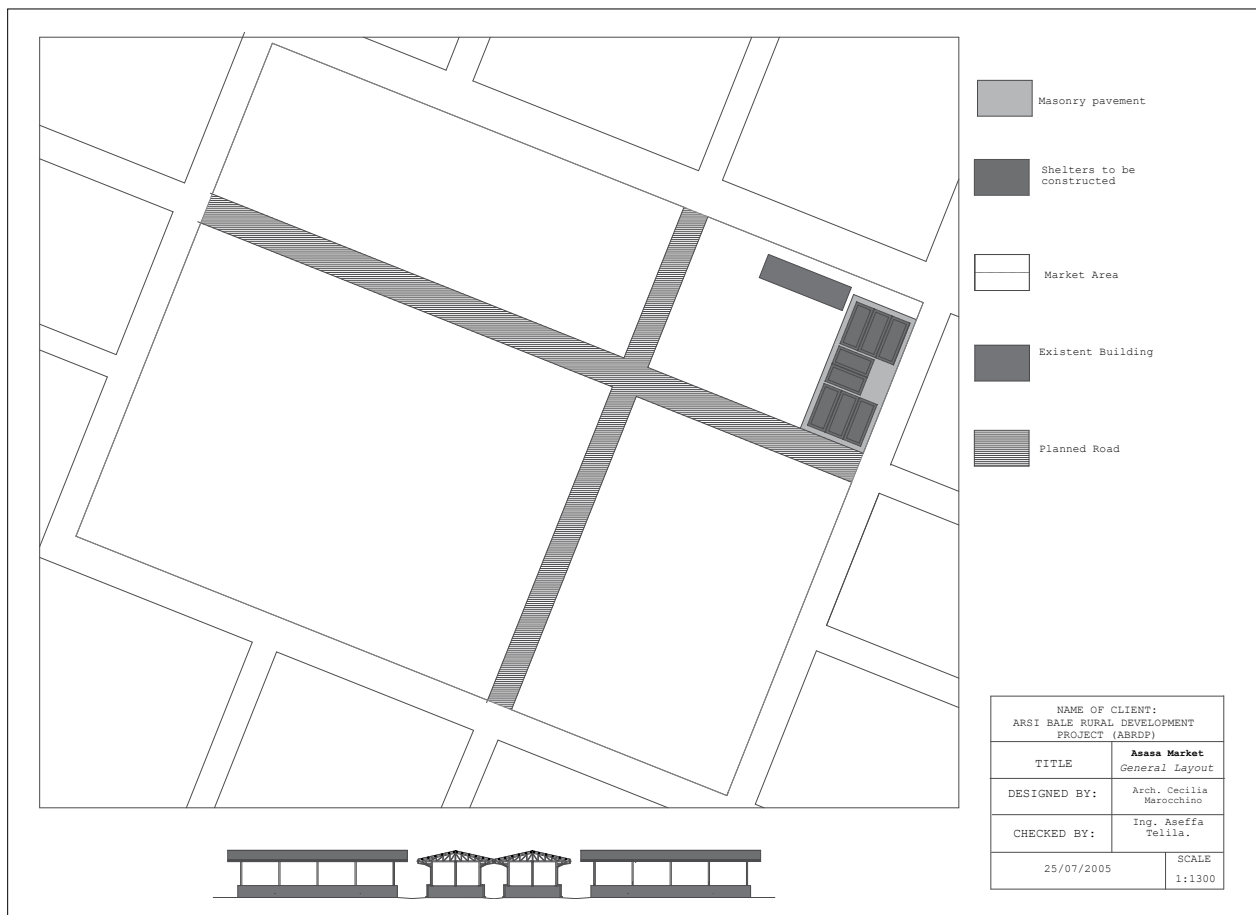 Masonry pavement
Shelters to be
constructed
Market Area
Existent Building
Planned Road
NAME OF CLIENT:
ARSI BALE RURAL DEVELOPMENT
PROJECT (ABRDP)
TITLE
Asasa Market
General Layout
DESIGNED BY:
Arch. Cecilia
Marocchino
CHECKED BY:
Ing. Aseffa
Telila.
25/07/2005
SCALE
1:1300